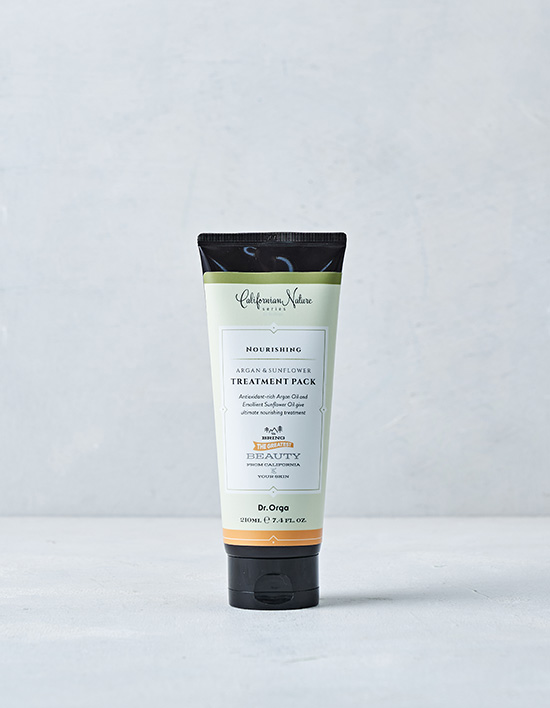 Californian Nature
series
NOURISHING
ARGAN & SUNFLOWER
TREATMENT PACK
Antioxidant-rich Argan Oil and
Emollient Sunflower Oil give
ultimate nourishing treatment
BRING
THE GREATEST
BEAUTY
FROM CALIFORNIA
YOUR SKIN
Dr. Orga
210ML ℮ 7.4 FL. OZ.